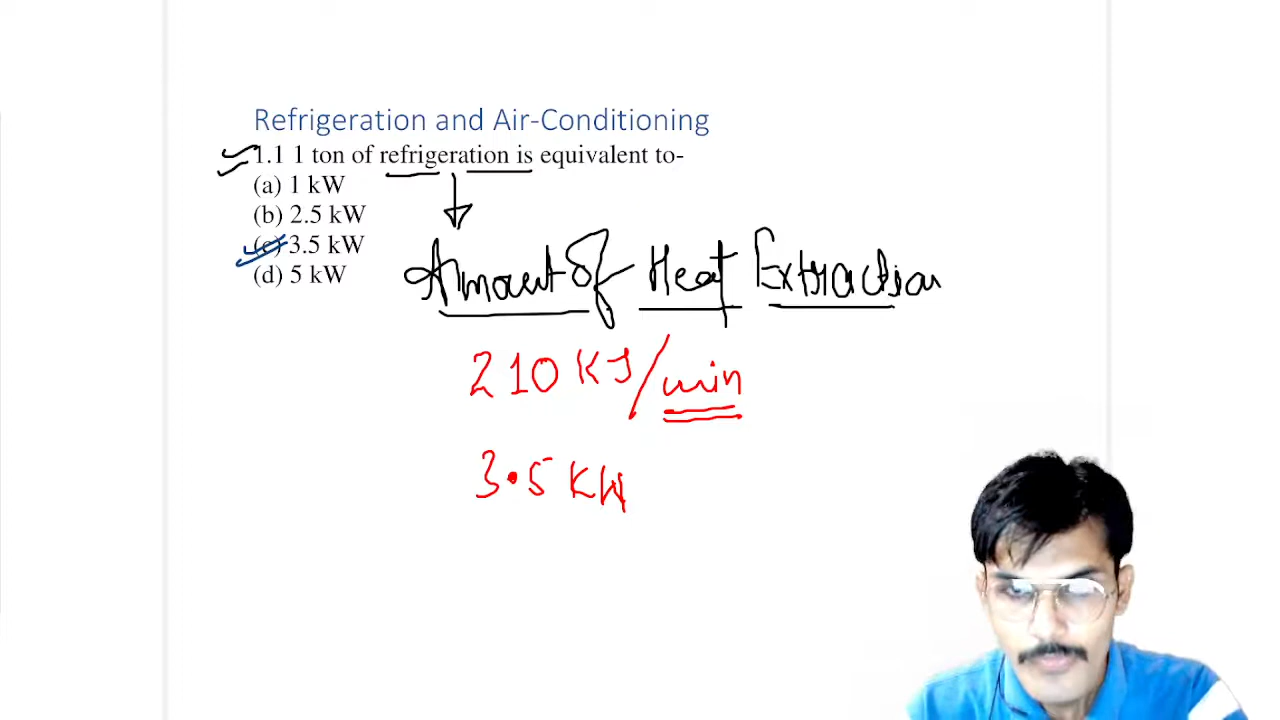 Refrigeration and Air-Conditioning
1.1 1 ton of refrigeration is equivalent to-
(a) 1 kW
(b) 2.5 kW
(c) 3.5 kW
(d) 5 kW
Amount Of Heat Extraction
210 KJ/min
3.5 KW